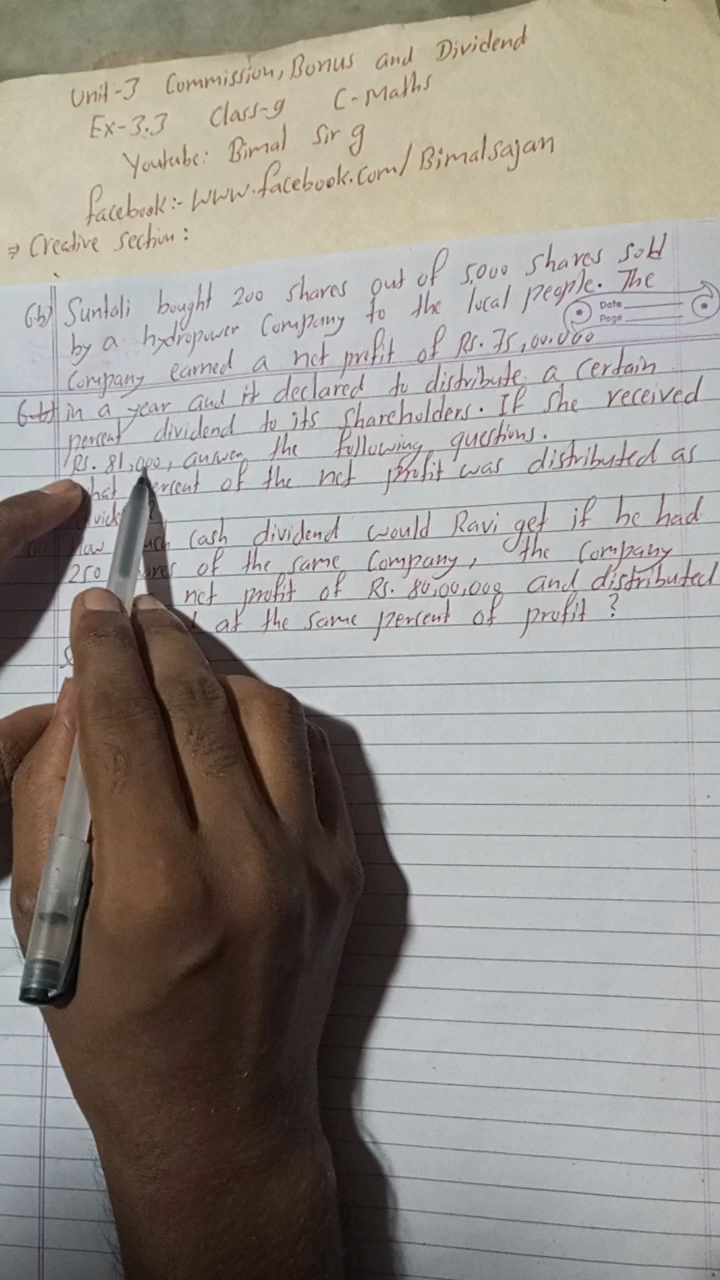 Unit-3 Commission, Bonus and Dividend
Ex-3.3 Class-9 C-Maths
Youtube: Bimal Sir g
facebook:- www.facebook.com/Bimalsajan
⇒ Creative section:
6b) Suntali bought 200 shares out of 5,000 shares sold
by a hydropower Company to the local people. The
Date
Page
Company earned a net profit of Rs. 75,00,000
in a year and it declared to distribute a certain
percent dividend to its shareholders. If she received
Rs. 81,000, answer the following questions.
hat percent of the net profit was distributed as
cash dividend would Ravi get if he had
250 of the same Company, the Company
net profit of Rs. 80,00,000 and distributed
at the same percent of profit?